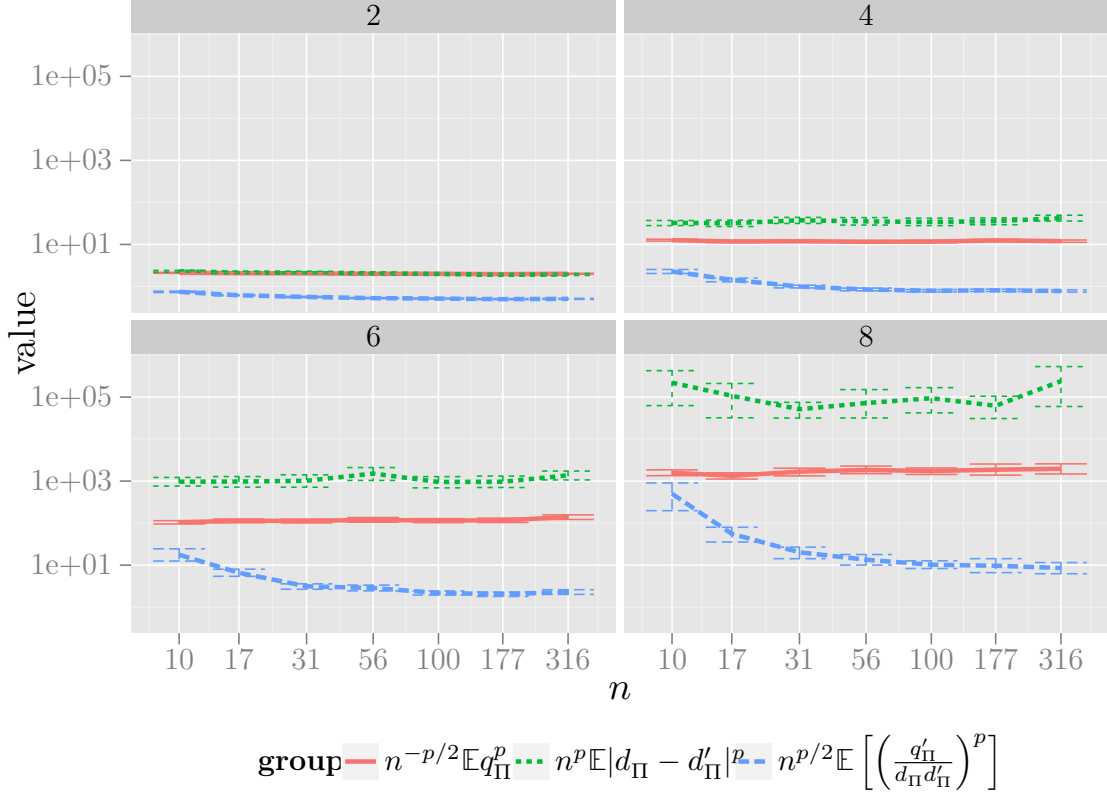 2 4
1e+05
1e+03
1e+01
value
6 8
1e+05
1e+03
1e+01
10 17 31 56 100 177 316 10 17 31 56 100 177 316
n
group n^{-p/2}𝔼q_Π^p n^p𝔼|d_Π − d′_Π|^p n^{p/2}𝔼[(q′_Π/(d_Π d′_Π))^p]